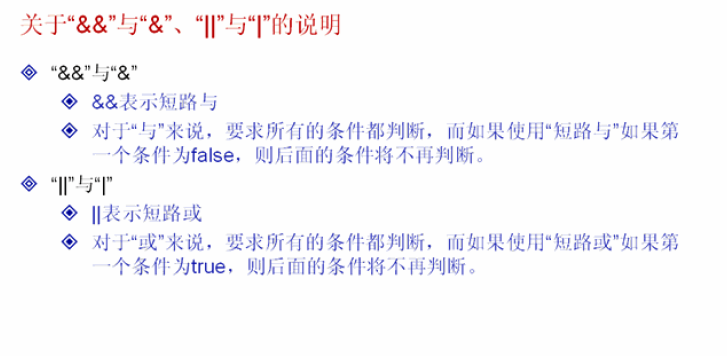 关于“&&”与“&”、“||”与“|”的说明
“&&”与“&”
&&表示短路与
对于“与”来说，要求所有的条件都判断，而如果使用“短路与”如果第
一个条件为false，则后面的条件将不再判断。
“||”与“|”
||表示短路或
对于“或”来说，要求所有的条件都判断，而如果使用“短路或”如果第
一个条件为true，则后面的条件将不再判断。